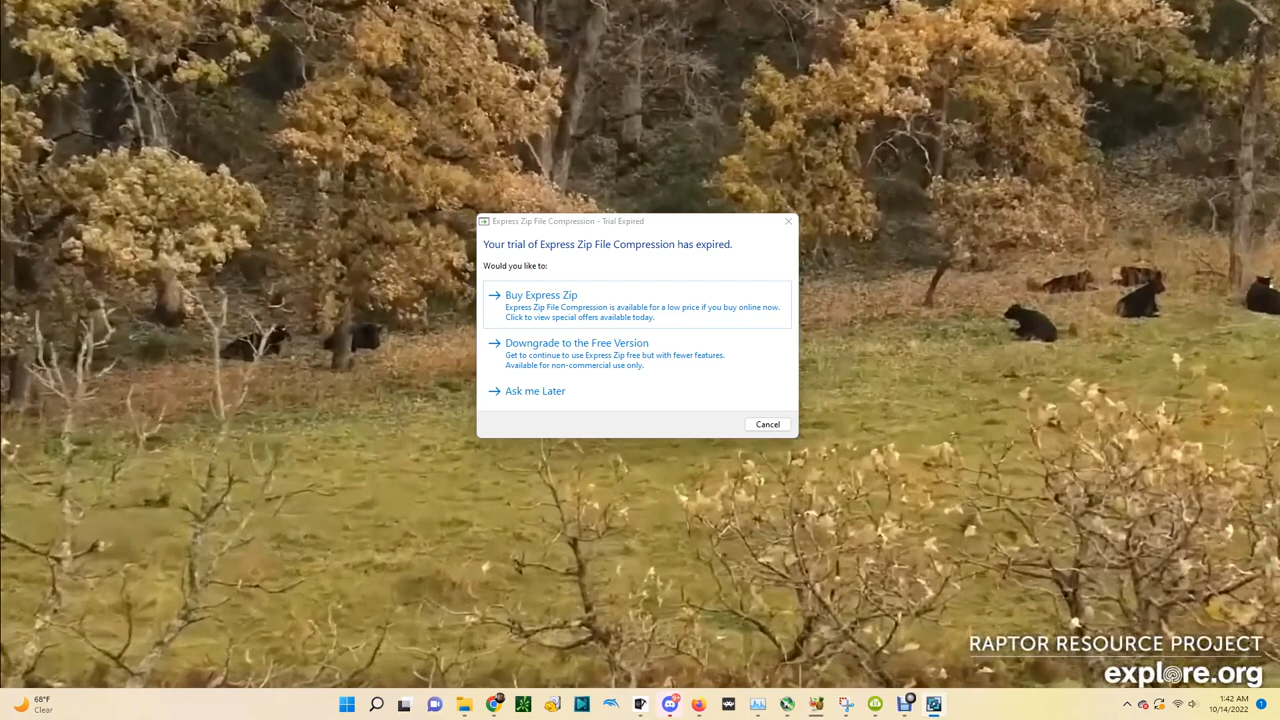 Express Zip File Compression - Trial Expired
Your trial of Express Zip File Compression has expired.
Would you like to:
Buy Express Zip
Express Zip File Compression is available for a low price if you buy online now.
Click to view special offers available today.
Downgrade to the Free Version
Get to continue to use Express Zip free but with fewer features.
Available for non-commercial use only.
Ask me Later
Cancel
RAPTOR RESOURCE PROJECT
explore.org
68°F
Clear
9+
1:42 AM
10/14/2022
1